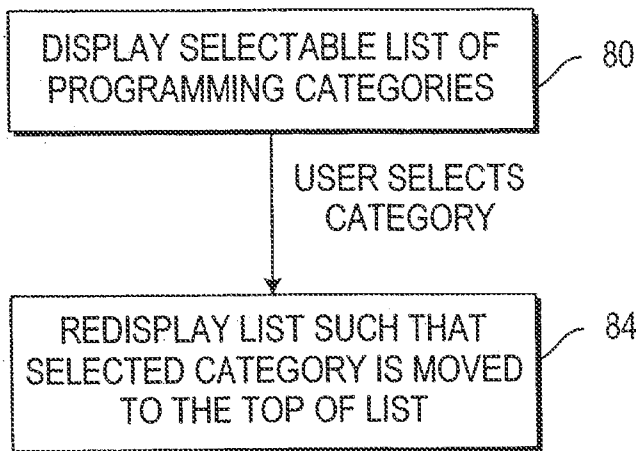 DISPLAY SELECTABLE LIST OF
PROGRAMMING CATEGORIES
80
USER SELECTS
CATEGORY
REDISPLAY LIST SUCH THAT
SELECTED CATEGORY IS MOVED
TO THE TOP OF LIST
84